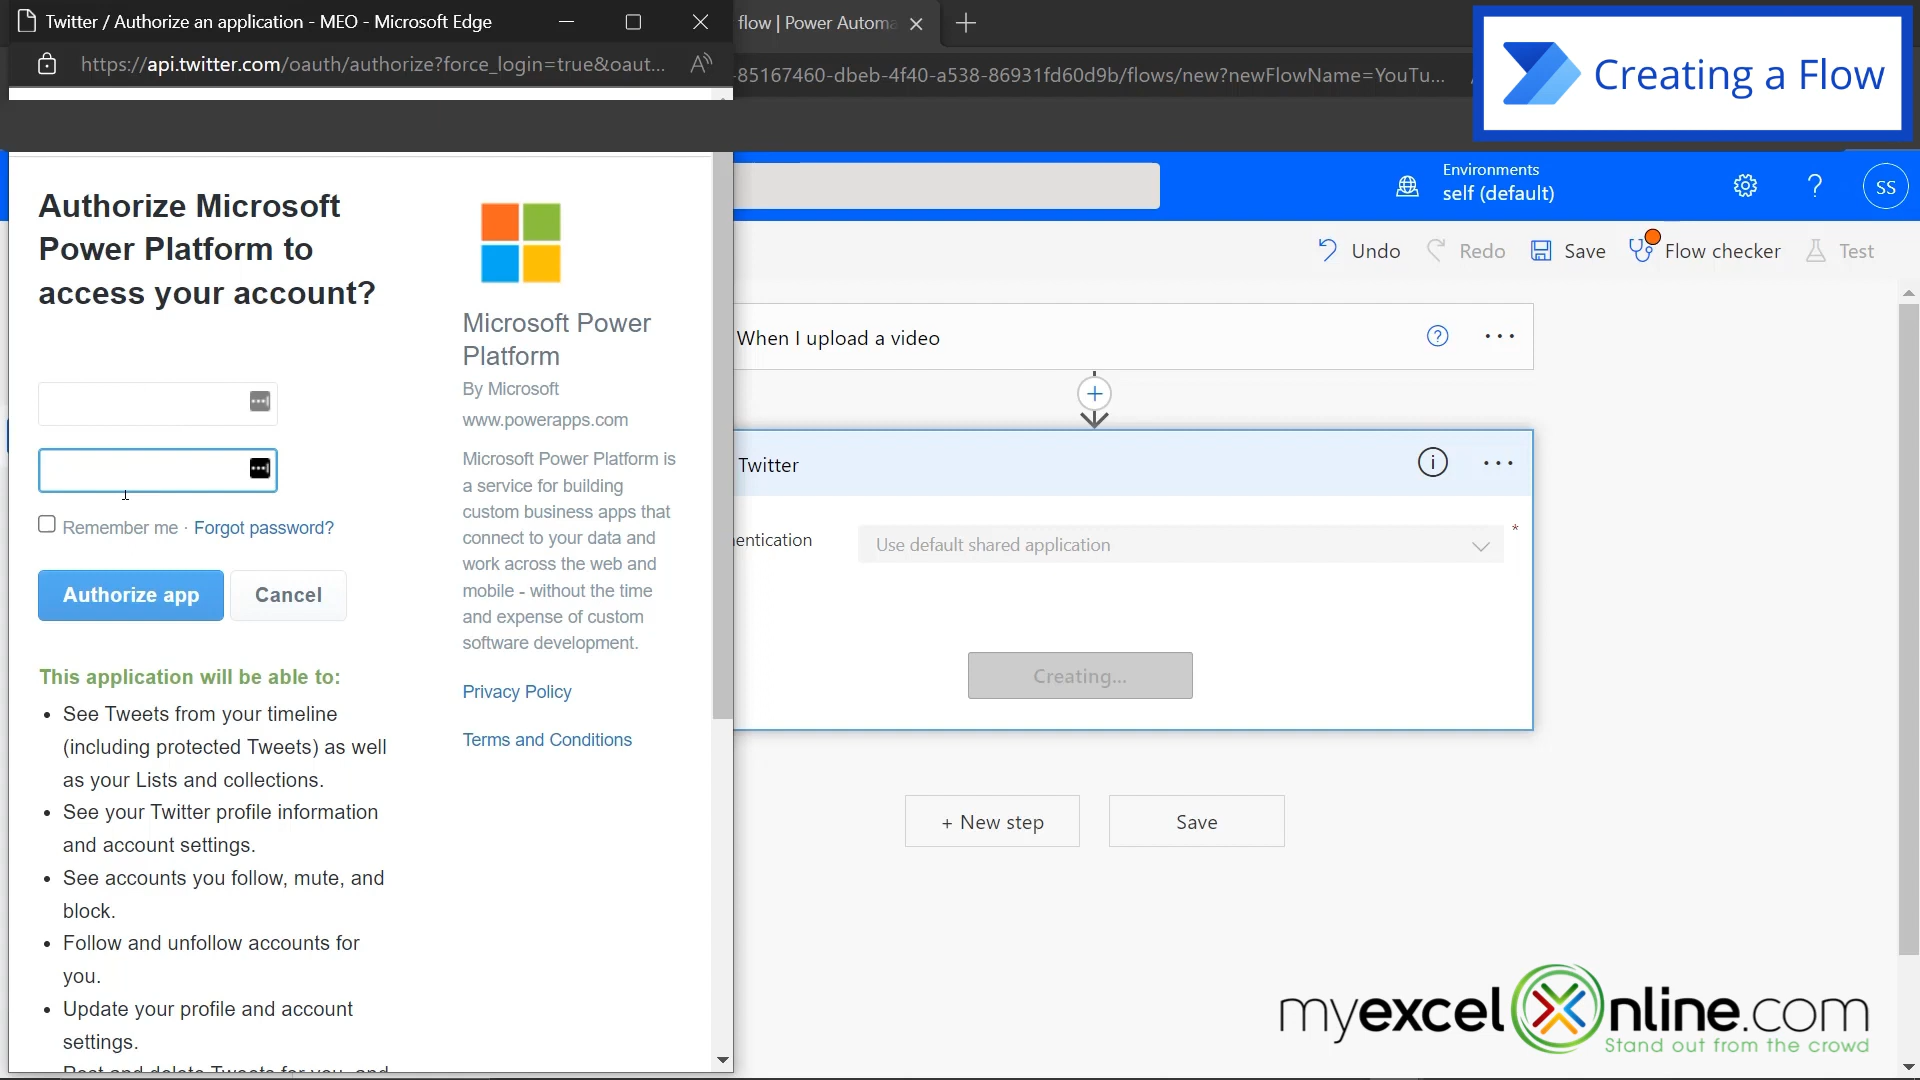 Twitter / Authorize an application - MEO - Microsoft Edge
https://api.twitter.com/oauth/authorize?force_login=true&oaut...
flow | Power Automa
-85167460-dbeb-4f40-a538-86931fd60d9b/flows/new?newFlowName=YouTu...
Creating a Flow
Environments
self (default)
?
SS
Undo
Redo
Save
Flow checker
Test
Authorize Microsoft
Power Platform to
access your account?
Remember me · Forgot password?
Authorize app
Cancel
This application will be able to:
• See Tweets from your timeline
(including protected Tweets) as well
as your Lists and collections.
• See your Twitter profile information
and account settings.
• See accounts you follow, mute, and
block.
• Follow and unfollow accounts for
you.
• Update your profile and account
settings.
Post and delete Tweets for you, and
Microsoft Power
Platform
By Microsoft
www.powerapps.com
Microsoft Power Platform is
a service for building
custom business apps that
connect to your data and
work across the web and
mobile - without the time
and expense of custom
software development.
Privacy Policy
Terms and Conditions
When I upload a video
Twitter
entication
Use default shared application
*
Creating...
+ New step
Save
myexcelonline.com
Stand out from the crowd